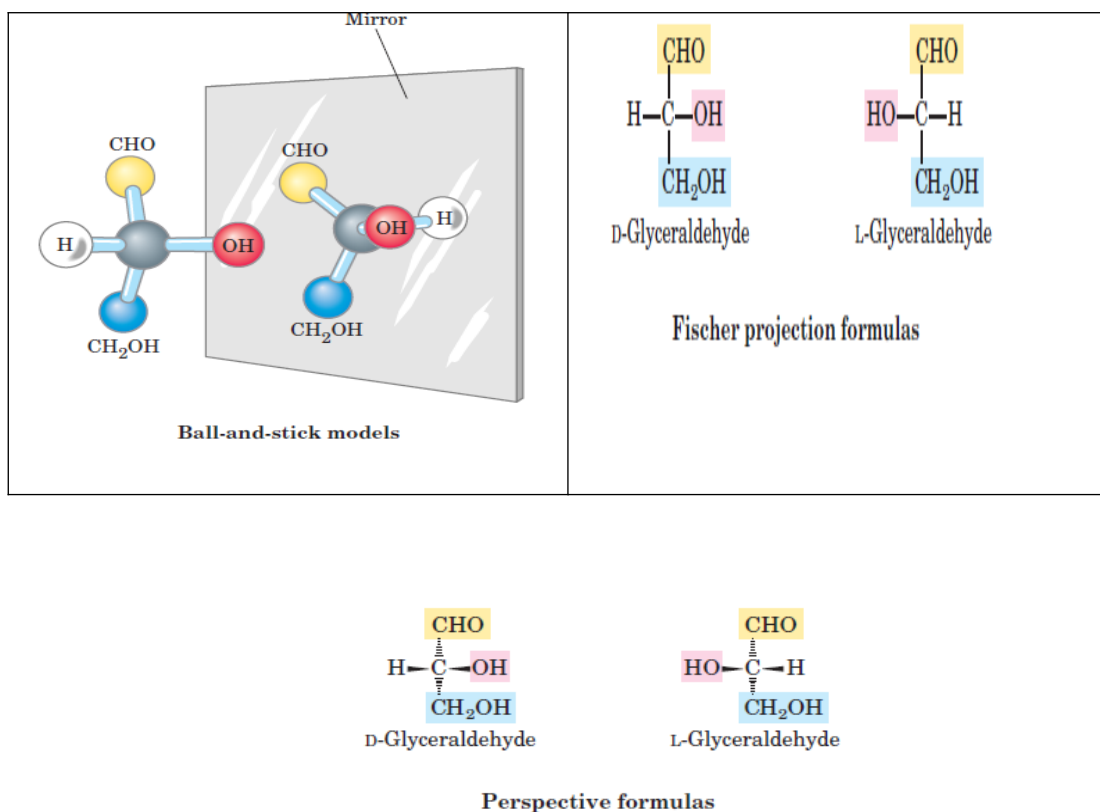 Mirror
CHO
CHO
H
OH
OH
H
CH₂OH
CH₂OH
Ball-and-stick models
CHO CHO
H—C—OH HO—C—H
CH₂OH CH₂OH
D-Glyceraldehyde L-Glyceraldehyde
Fischer projection formulas
CHO CHO
H C OH HO C H
CH₂OH CH₂OH
D-Glyceraldehyde L-Glyceraldehyde
Perspective formulas